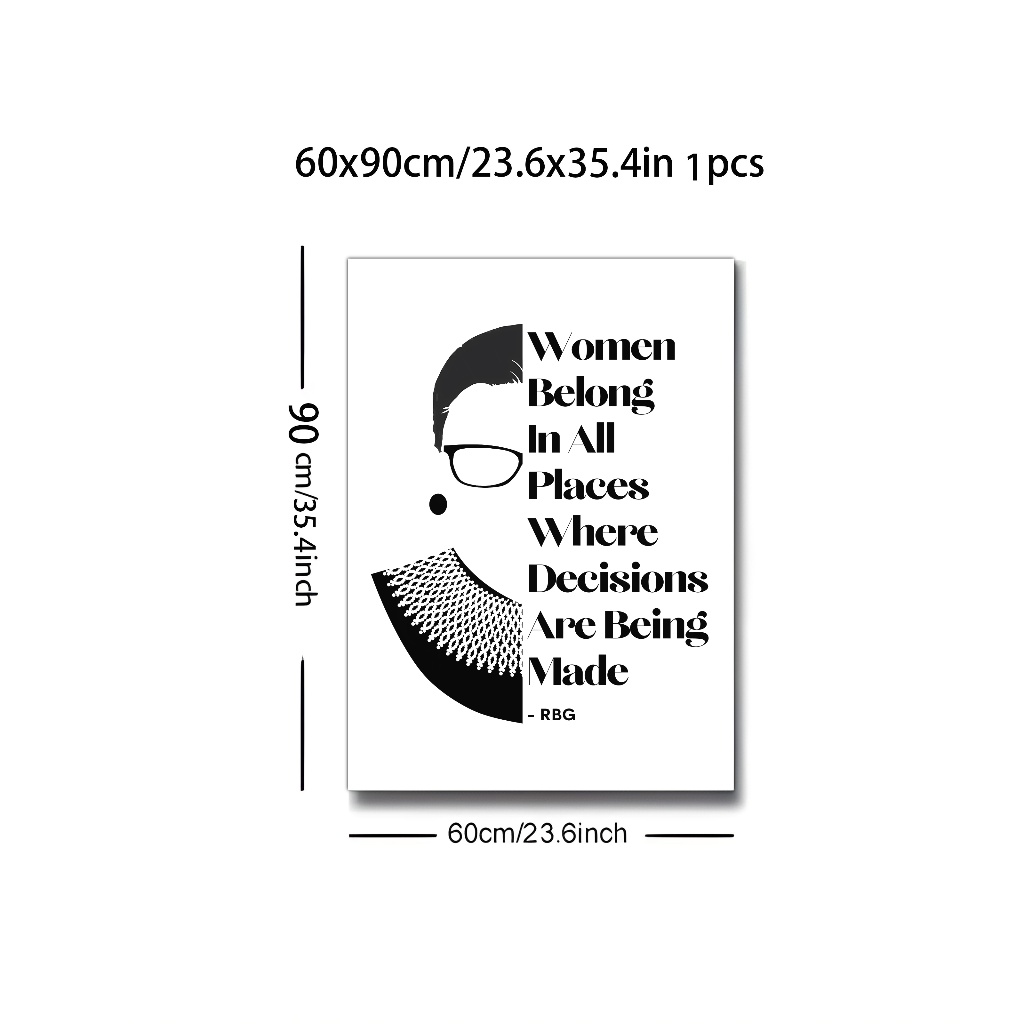 60x90cm/23.6x35.4in 1pcs
90 cm/35.4inch
Women
Belong
In All
Places
Where
Decisions
Are Being
Made
- RBG
60cm/23.6inch